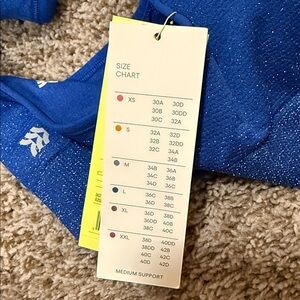 SIZE
CHART
XS 30A 30D
30B 30DD
30C 32A
S 32A 32D
32B 32DD
32C 34A
34B
M 34B 36A
34C 36B
34D 36C
L 36C 38B
36D 38C
XL 36D 38C
36DD 38D
40C
XXL 38D 40DD
38DD 42B
40C 42C
40D 42D
MEDIUM SUPPORT